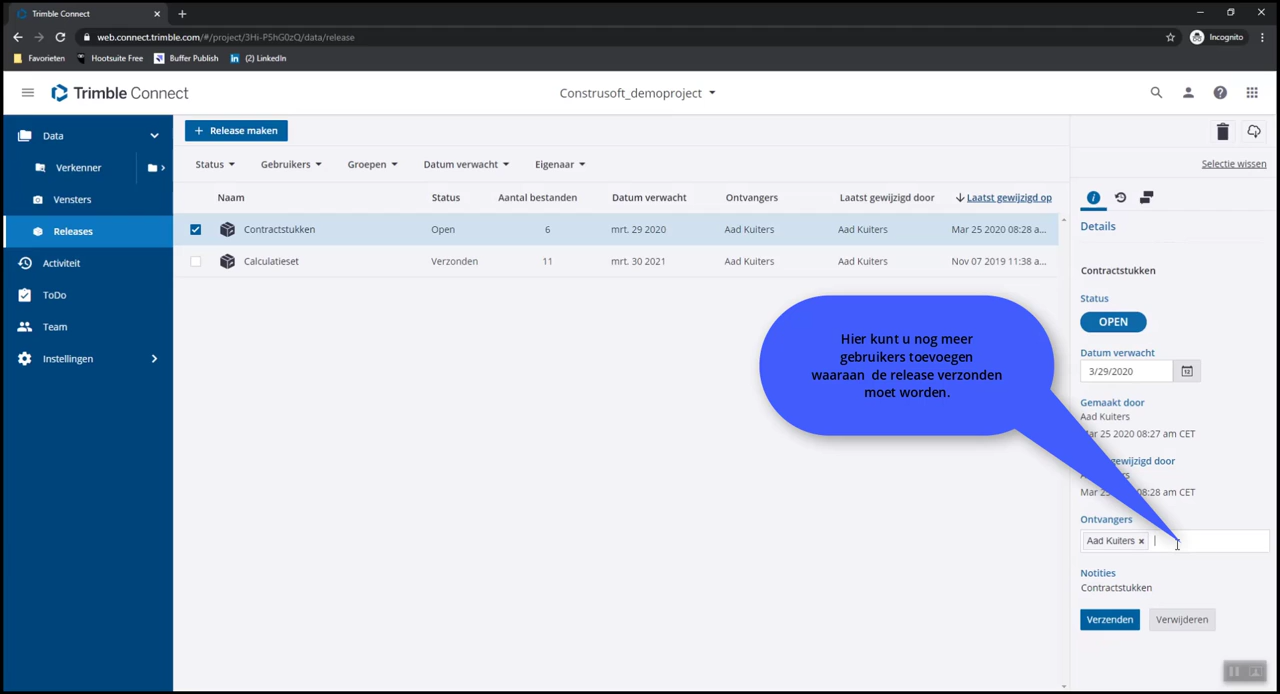 Trimble Connect
web.connect.trimble.com/#/project/3Hi-P5hG0zQ/data/release
Incognito
Favorieten
Hootsuite Free
Buffer Publish
(2) LinkedIn
Trimble Connect
Construsoft_demoproject
Data
Verkenner
Vensters
Releases
Activiteit
ToDo
Team
Instellingen
+ Release maken
Status Gebruikers Groepen Datum verwacht Eigenaar
Naam Status Aantal bestanden Datum verwacht Ontvangers Laatst gewijzigd door Laatst gewijzigd op
Contractstukken Open 6 mrt. 29 2020 Aad Kuiters Aad Kuiters Mar 25 2020 08:28 a...
Calculatieset Verzonden 11 mrt. 30 2021 Aad Kuiters Aad Kuiters Nov 07 2019 11:38 a...
Hier kunt u nog meer
gebruikers toevoegen
waaraan de release verzonden
moet worden.
Selectie wissen
Details
Contractstukken
Status
OPEN
Datum verwacht
3/29/2020
Gemaakt door
Aad Kuiters
Mar 25 2020 08:27 am CET
gewijzigd door
08:28 am CET
Ontvangers
Aad Kuiters ×
Notities
Contractstukken
Verzenden
Verwijderen